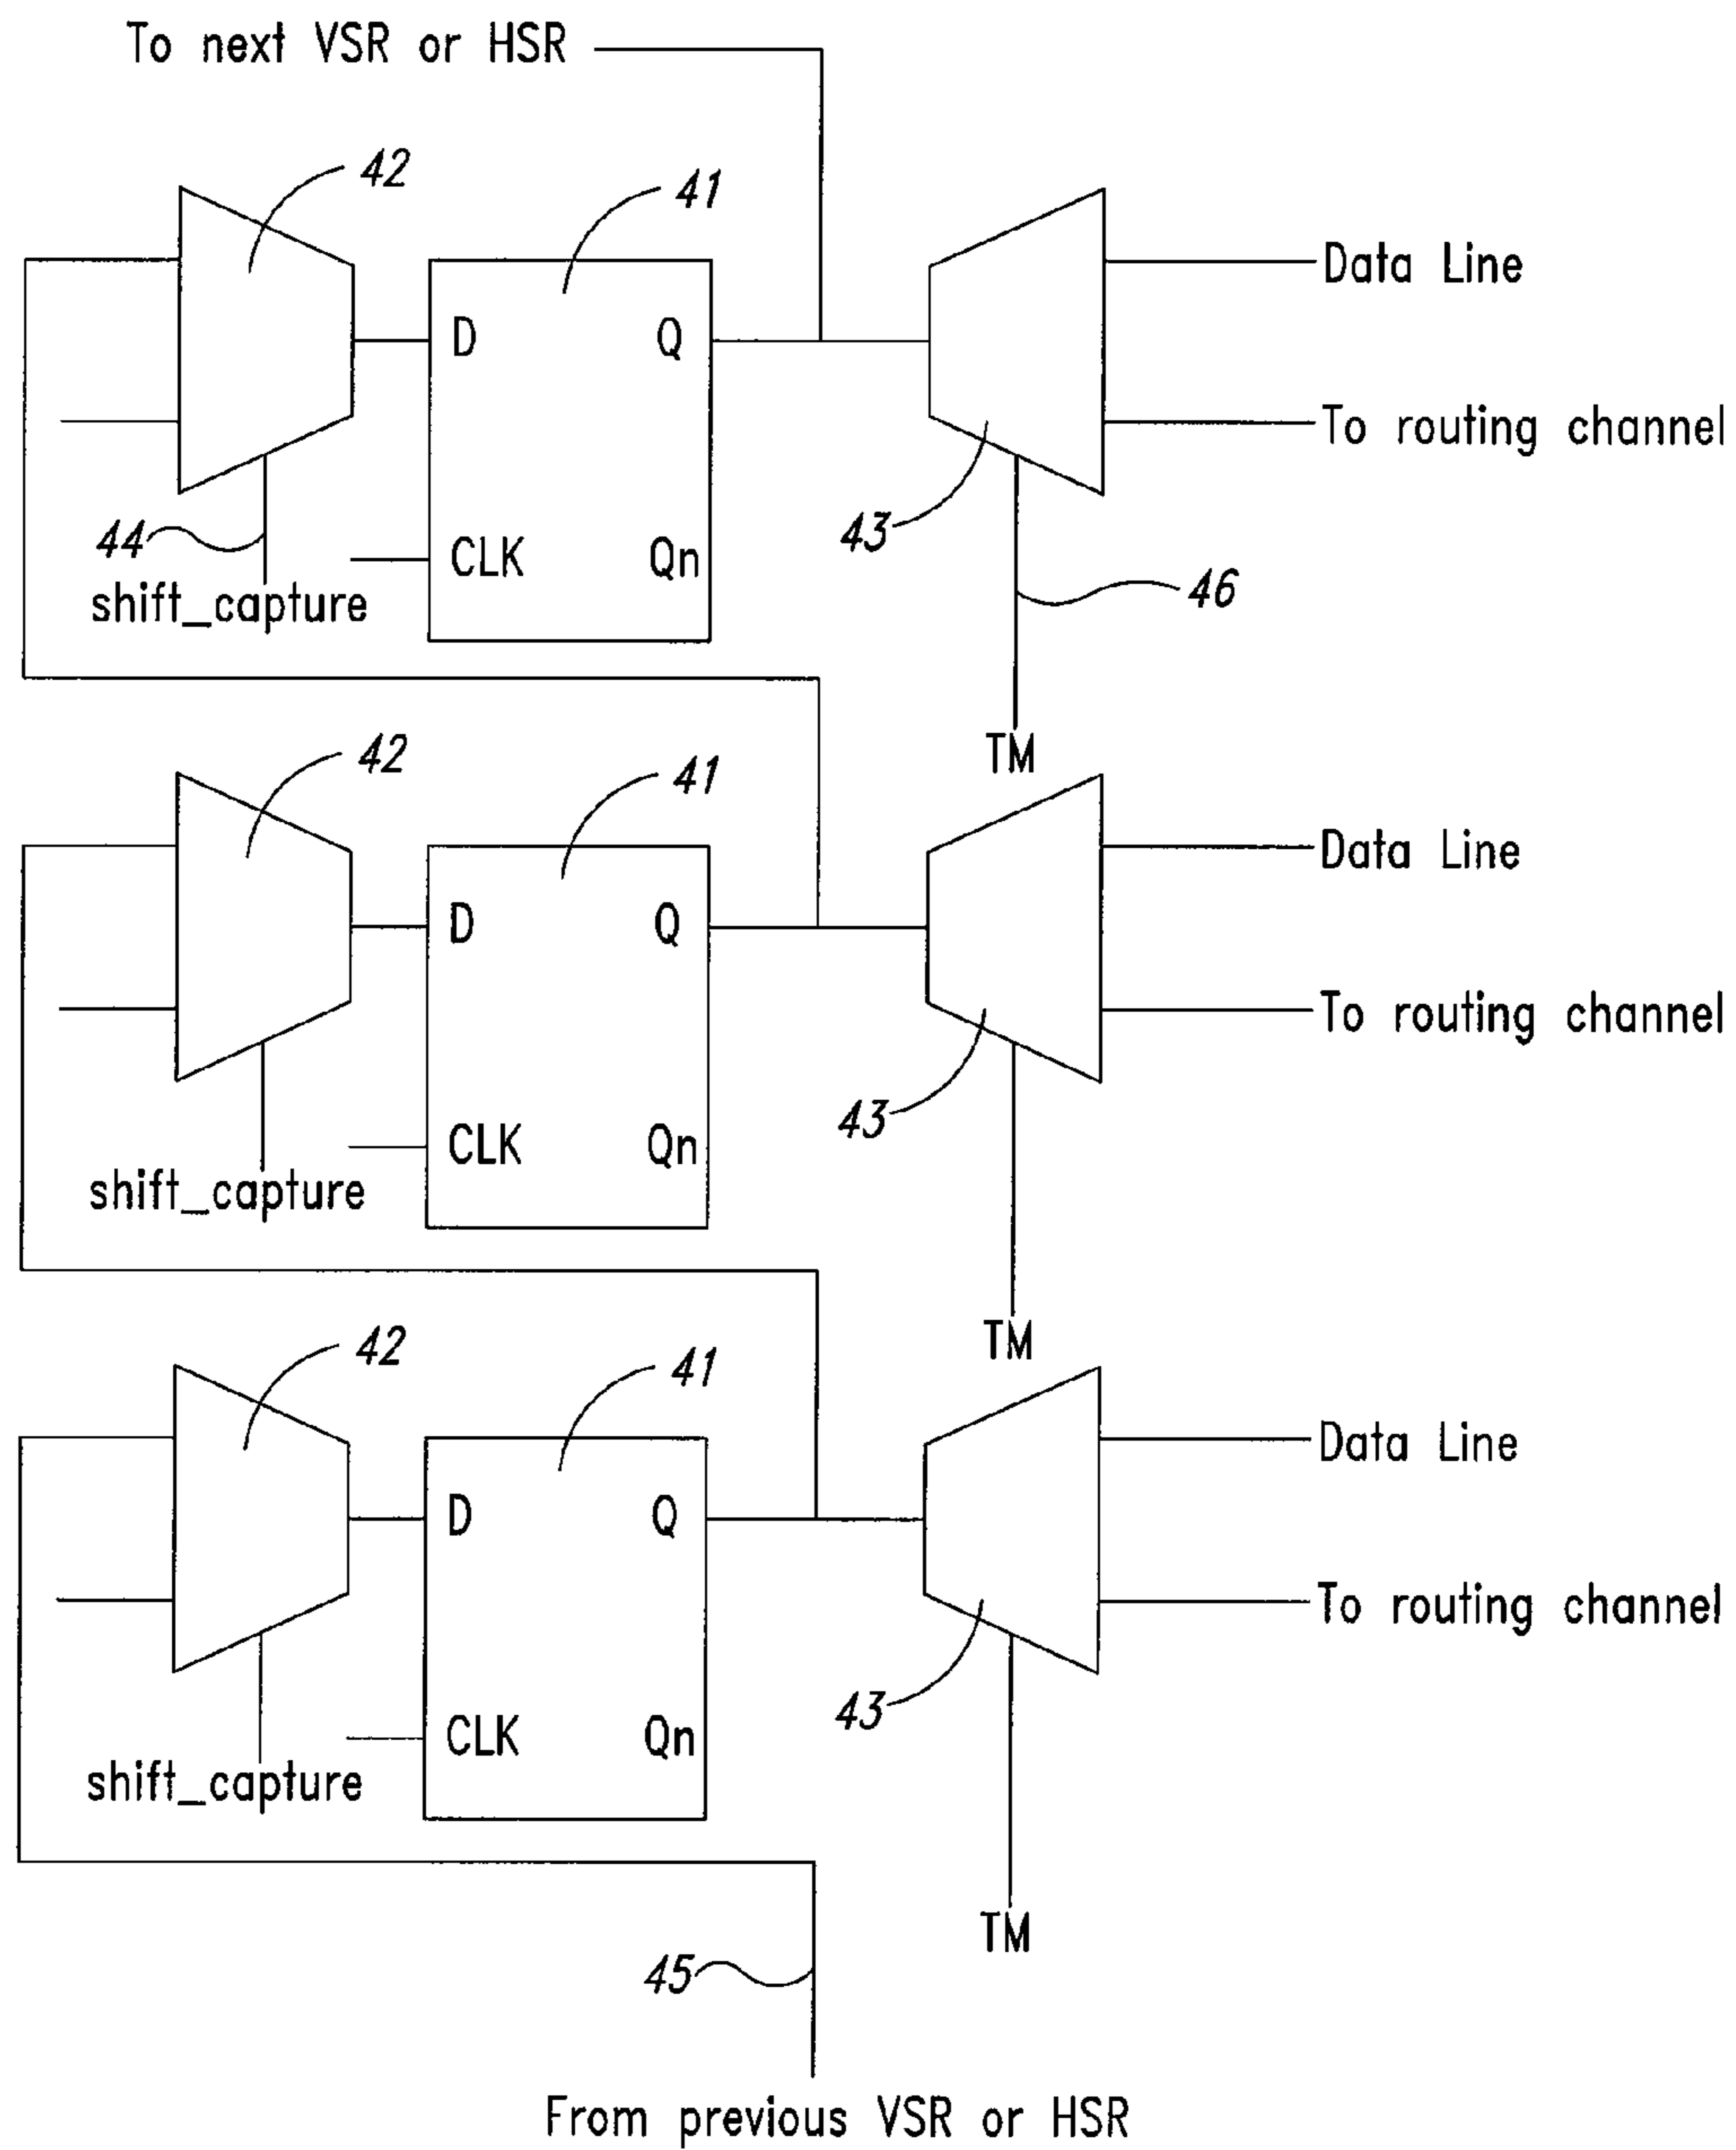 To next VSR or HSR
42
41
Data Line
D
Q
To routing channel
44
43
CLK
Qn
46
shift_capture
TM
42
41
Data Line
D
Q
To routing channel
43
CLK
Qn
shift_capture
TM
42
41
Data Line
D
Q
To routing channel
43
CLK
Qn
shift_capture
TM
45
From previous VSR or HSR